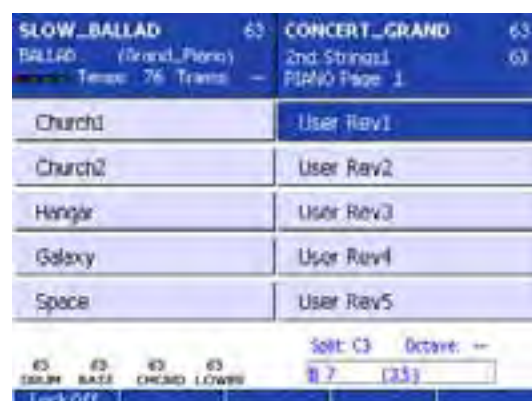 SLOW_BALLAD 63
BALLAD (Grand_Piano)
Tempo 76 Trans --
CONCERT_GRAND 63
2nd Strings1 63
PIANO Page 1
Church1
Church2
Hangar
Galaxy
Space
User Rev1
User Rev2
User Rev3
User Rev4
User Rev5
Split C3 Octave --
63 63 63 63
DRUM BASS CHORD LOWER
B 7 (2.5)
Lock Off